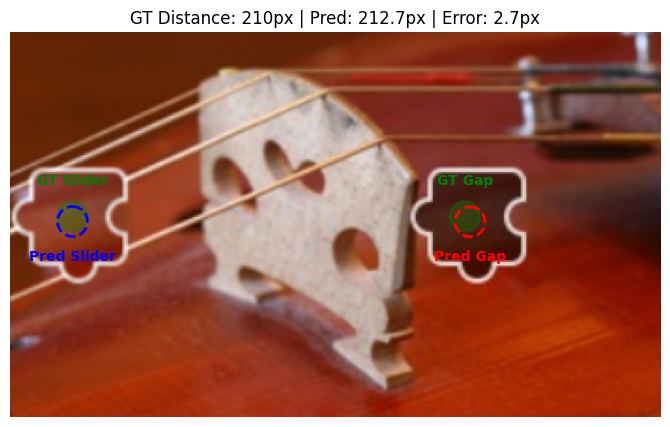 GT Distance: 210px | Pred: 212.7px | Error: 2.7px
GT Slider
GT Gap
Pred Slider
Pred Gap